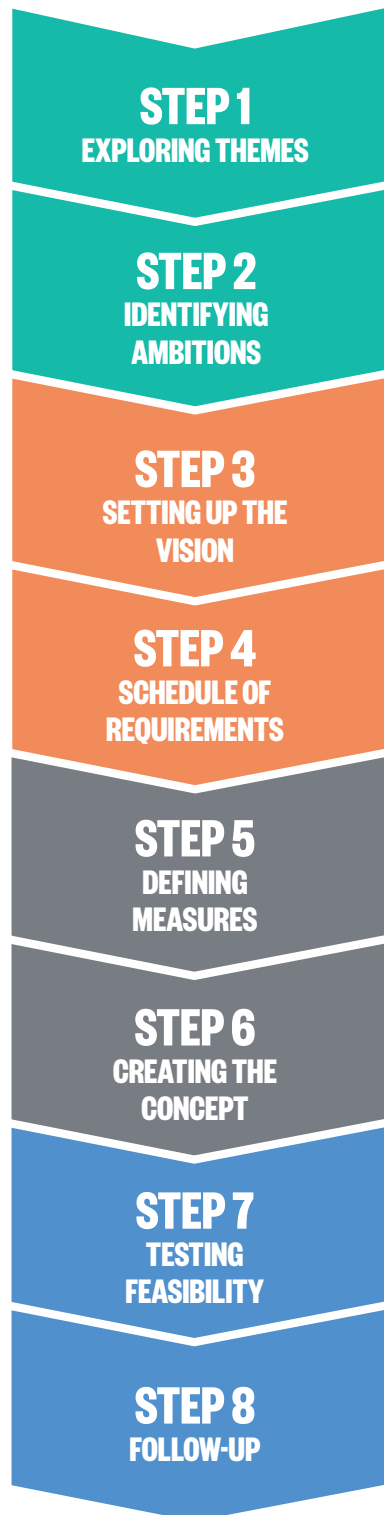 STEP 1
EXPLORING THEMES
STEP 2
IDENTIFYING
AMBITIONS
STEP 3
SETTING UP THE
VISION
STEP 4
SCHEDULE OF
REQUIREMENTS
STEP 5
DEFINING
MEASURES
STEP 6
CREATING THE
CONCEPT
STEP 7
TESTING
FEASIBILITY
STEP 8
FOLLOW-UP